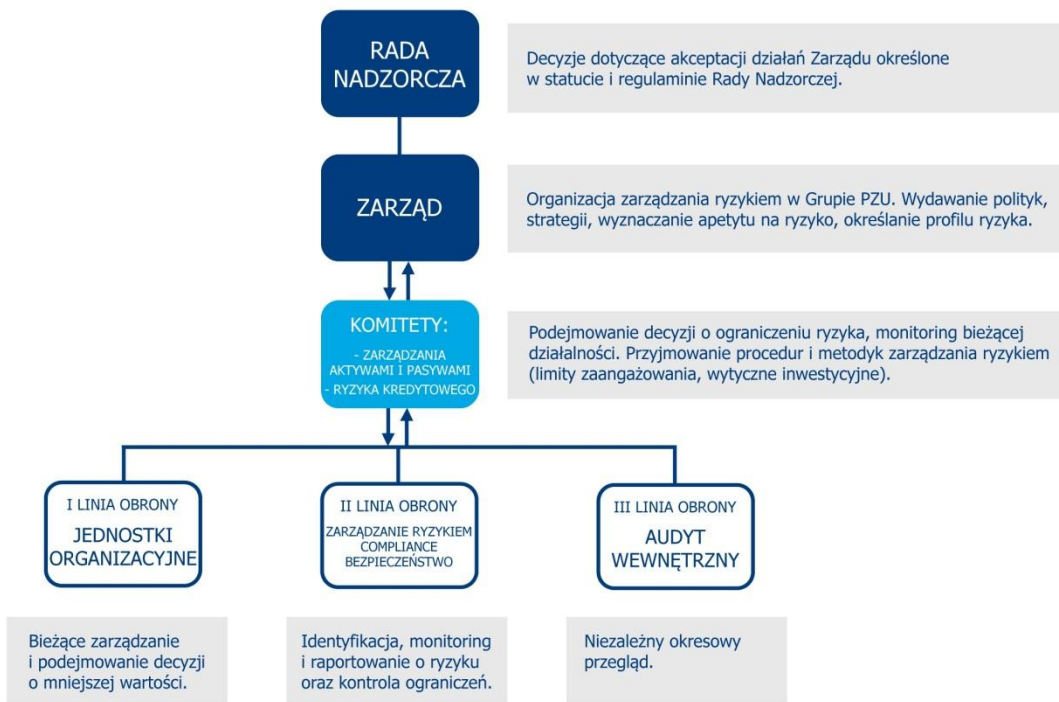 RADA
NADZORCZA
Decyzje dotyczące akceptacji działań Zarządu określone
w statucie i regulaminie Rady Nadzorczej.
ZARZĄD
Organizacja zarządzania ryzykiem w Grupie PZU. Wydawanie polityk,
strategii, wyznaczanie apetytu na ryzyko, określanie profilu ryzyka.
KOMITETY:
- ZARZĄDZANIA
AKTYWAMI I PASYWAMI
- RYZYKA KREDYTOWEGO
Podejmowanie decyzji o ograniczeniu ryzyka, monitoring bieżącej
działalności. Przyjmowanie procedur i metodyk zarządzania ryzykiem
(limity zaangażowania, wytyczne inwestycyjne).
I LINIA OBRONY
JEDNOSTKI
ORGANIZACYJNE
II LINIA OBRONY
ZARZĄDZANIE RYZYKIEM
COMPLIANCE
BEZPIECZEŃSTWO
III LINIA OBRONY
AUDYT
WEWNĘTRZNY
Bieżące zarządzanie
i podejmowanie decyzji
o mniejszej wartości.
Identyfikacja, monitoring
i raportowanie o ryzyku
oraz kontrola ograniczeń.
Niezależny okresowy
przegląd.